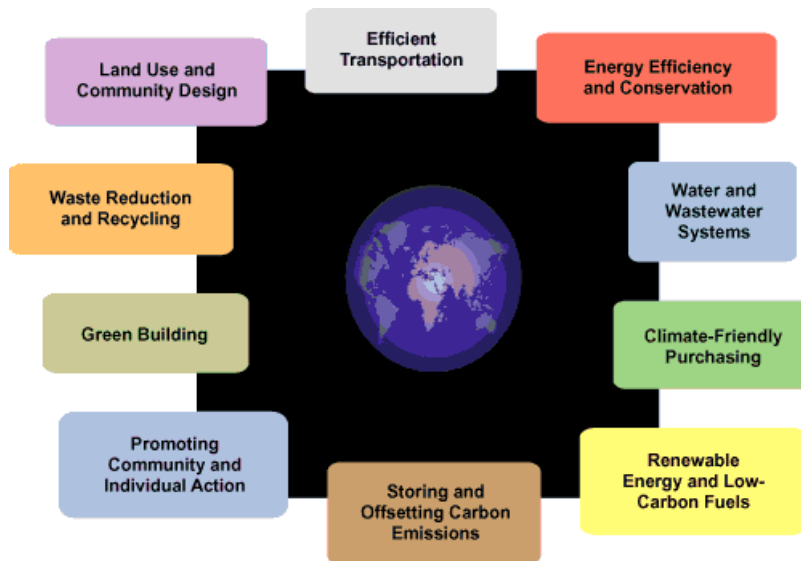 Efficient
Transportation
Land Use and
Community Design
Energy Efficiency
and Conservation
Waste Reduction
and Recycling
Water and
Wastewater
Systems
Green Building
Climate-Friendly
Purchasing
Promoting
Community and
Individual Action
Storing and
Offsetting Carbon
Emissions
Renewable
Energy and Low-
Carbon Fuels